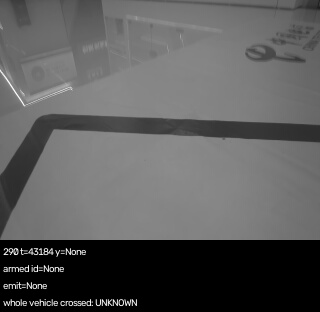 290 t=43184 y=None
armed id=None
emit=None
whole vehicle crossed: UNKNOWN